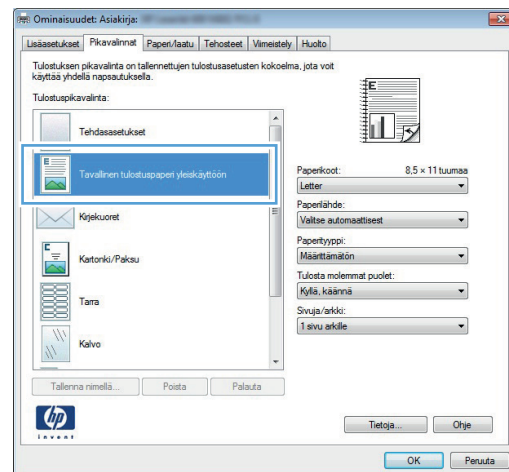 Ominaisuudet: Asiakirja:
Lisäasetukset Pikavalinnat Paperi/laatu Tehosteet Viimeistely Huolto
Tulostuksen pikavalinta on tallennettujen tulostusasetusten kokoelma, jota voit
käyttää yhdellä napsautuksella.
Tulostuspikavalinta:
Tehdasasetukset
Tavallinen tulostuspaperi yleiskäyttöön
Kirjekuoret
Kartonki/Paksu
Tarra
Kalvo
Tallenna nimellä... Poista Palauta
E
Paperikoot: 8,5 × 11 tuumaa
Letter
Paperilähde:
Valitse automaattisest
Paperityyppi:
Määrittämätön
Tulosta molemmat puolet:
Kyllä, käännä
Sivuja/arkki:
1 sivu arkille
hp
invent
Tietoja... Ohje
OK Peruuta